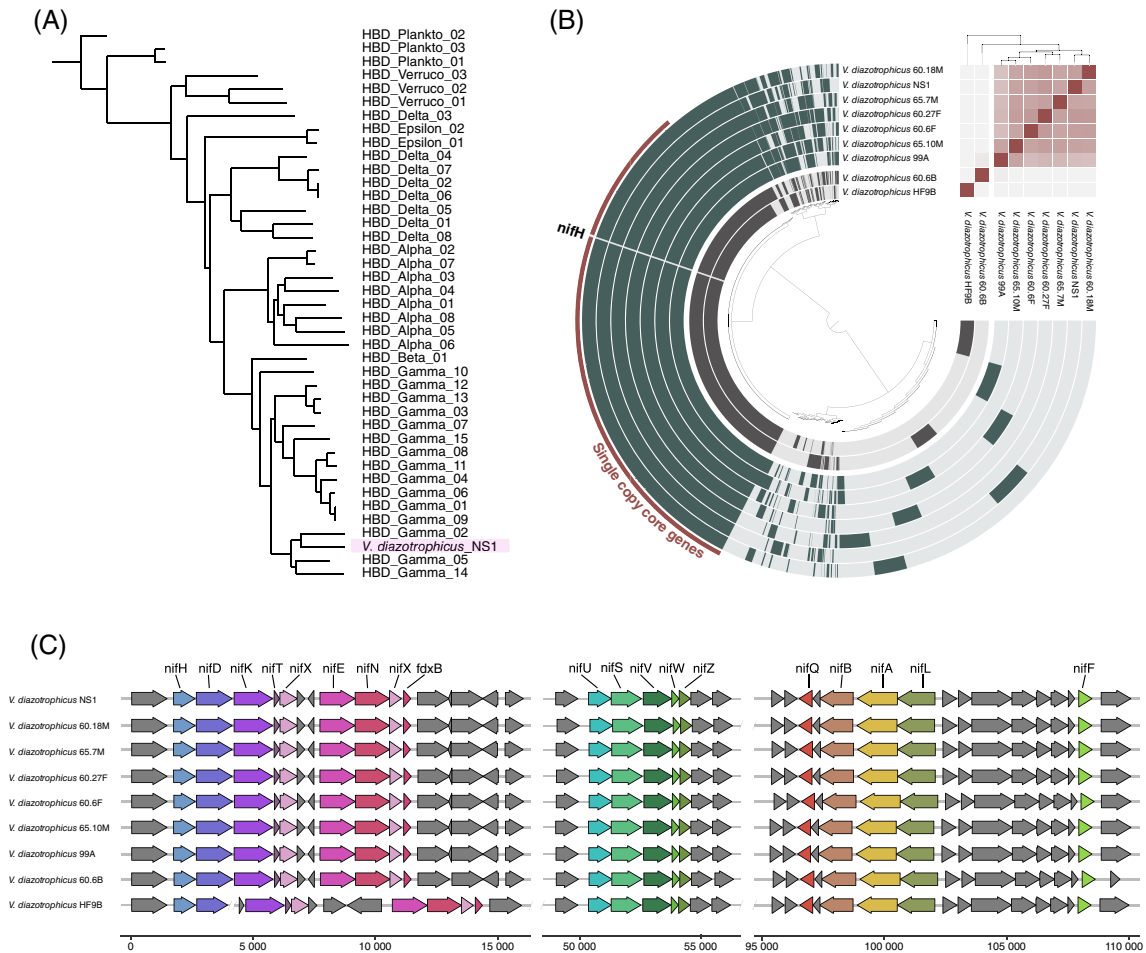 (A)
HBD_Plankto_02
HBD_Plankto_03
HBD_Plankto_01
HBD_Verruco_03
HBD_Verruco_02
HBD_Verruco_01
HBD_Delta_03
HBD_Epsilon_02
HBD_Epsilon_01
HBD_Delta_04
HBD_Delta_07
HBD_Delta_02
HBD_Delta_06
HBD_Delta_05
HBD_Delta_01
HBD_Delta_08
HBD_Alpha_02
HBD_Alpha_07
HBD_Alpha_03
HBD_Alpha_04
HBD_Alpha_01
HBD_Alpha_08
HBD_Alpha_05
HBD_Alpha_06
HBD_Beta_01
HBD_Gamma_10
HBD_Gamma_12
HBD_Gamma_13
HBD_Gamma_03
HBD_Gamma_07
HBD_Gamma_15
HBD_Gamma_08
HBD_Gamma_11
HBD_Gamma_04
HBD_Gamma_06
HBD_Gamma_01
HBD_Gamma_09
HBD_Gamma_02
V. diazotrophicus_NS1
HBD_Gamma_05
HBD_Gamma_14
(B)
V. diazotrophicus 60.18M
V. diazotrophicus NS1
V. diazotrophicus 65.7M
V. diazotrophicus 60.27F
V. diazotrophicus 60.6F
V. diazotrophicus 65.10M
V. diazotrophicus 99A
V. diazotrophicus 60.6B
V. diazotrophicus HF9B
nifH
Single copy core genes
V. diazotrophicus HF9B
V. diazotrophicus 60.6B
V. diazotrophicus 99A
V. diazotrophicus 65.10M
V. diazotrophicus 60.6F
V. diazotrophicus 60.27F
V. diazotrophicus 65.7M
V. diazotrophicus NS1
V. diazotrophicus 60.18M
(C)
nifH nifD nifK nifT nifX nifE nifN nifX fdxB nifU nifS nifV nifW nifZ nifQ nifB nifA nifL nifF
V. diazotrophicus NS1
V. diazotrophicus 60.18M
V. diazotrophicus 65.7M
V. diazotrophicus 60.27F
V. diazotrophicus 60.6F
V. diazotrophicus 65.10M
V. diazotrophicus 99A
V. diazotrophicus 60.6B
V. diazotrophicus HF9B
0 5 000 10 000 15 000 50 000 55 000 95 000 100 000 105 000 110 000